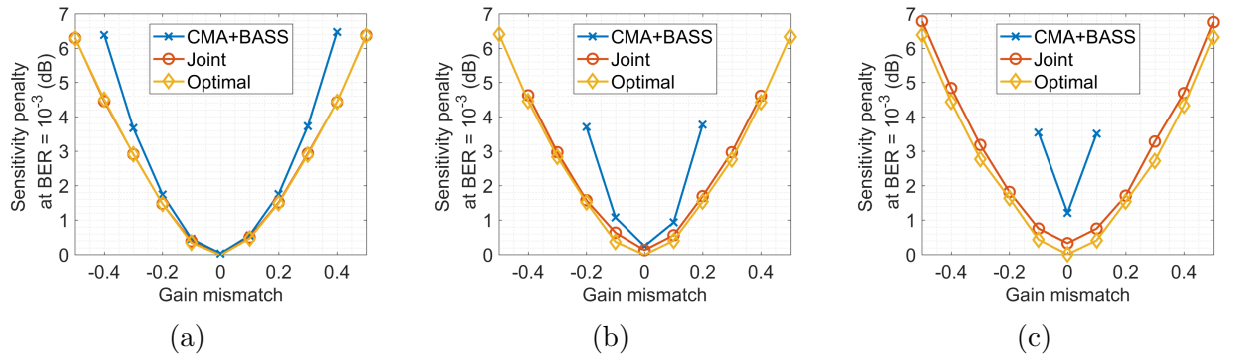 Sensitivity penalty
at BER = 10⁻³ (dB)
7
6
5
4
3
2
1
0
-0.4
-0.2
0
0.2
0.4
Gain mismatch
CMA+BASS
Joint
Optimal
(a)
Sensitivity penalty
at BER = 10⁻³ (dB)
7
6
5
4
3
2
1
0
-0.4
-0.2
0
0.2
0.4
Gain mismatch
CMA+BASS
Joint
Optimal
(b)
Sensitivity penalty
at BER = 10⁻³ (dB)
7
6
5
4
3
2
1
0
-0.4
-0.2
0
0.2
0.4
Gain mismatch
CMA+BASS
Joint
Optimal
(c)